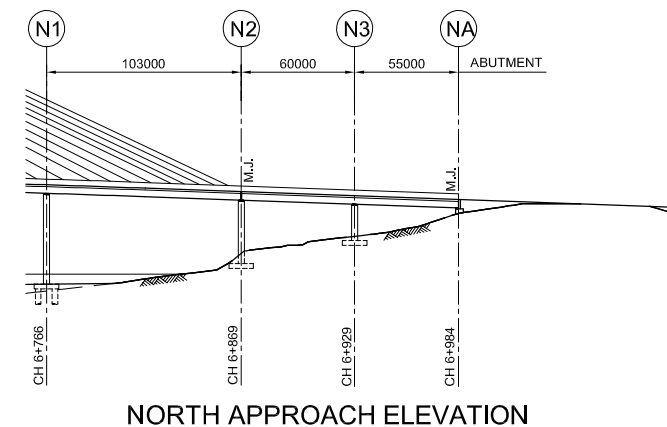 N1 N2 N3 NA
103000 60000 55000 ABUTMENT
M.J. M.J.
CH 6+766 CH 6+869 CH 6+929 CH 6+984
NORTH APPROACH ELEVATION